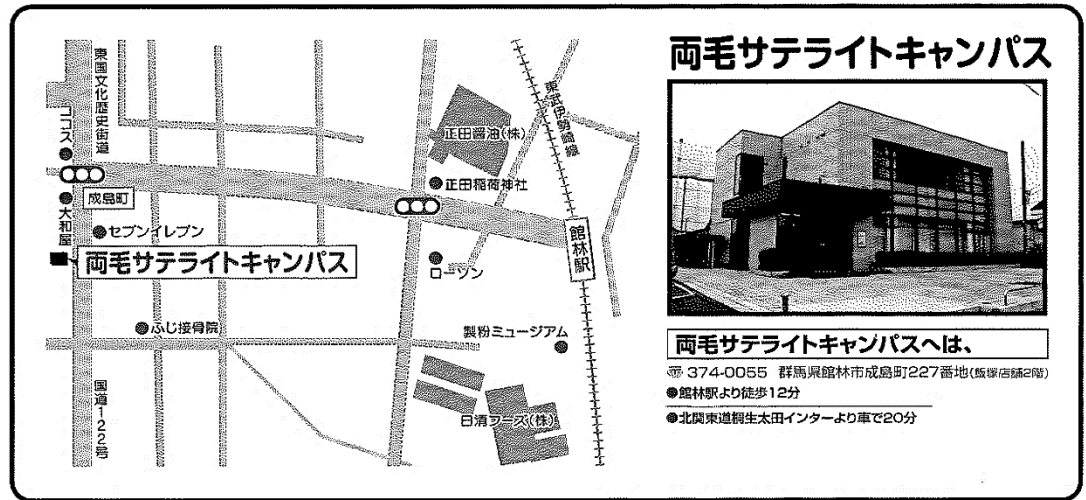 両毛サテライトキャンパス
東国文化歴史街道
ココス
正田醤油(株)
東武伊勢崎線
正田稲荷神社
成島町
大和屋
セブンイレブン
館林駅
両毛サテライトキャンパス
ローソン
ふじ接骨院
製粉ミュージアム
国道122号
日清フーズ(株)
両毛サテライトキャンパスへは、
〠 374-0055 群馬県館林市成島町227番地(飯塚店舗2階)
●館林駅より徒歩12分
●北関東道桐生太田インターより車で20分